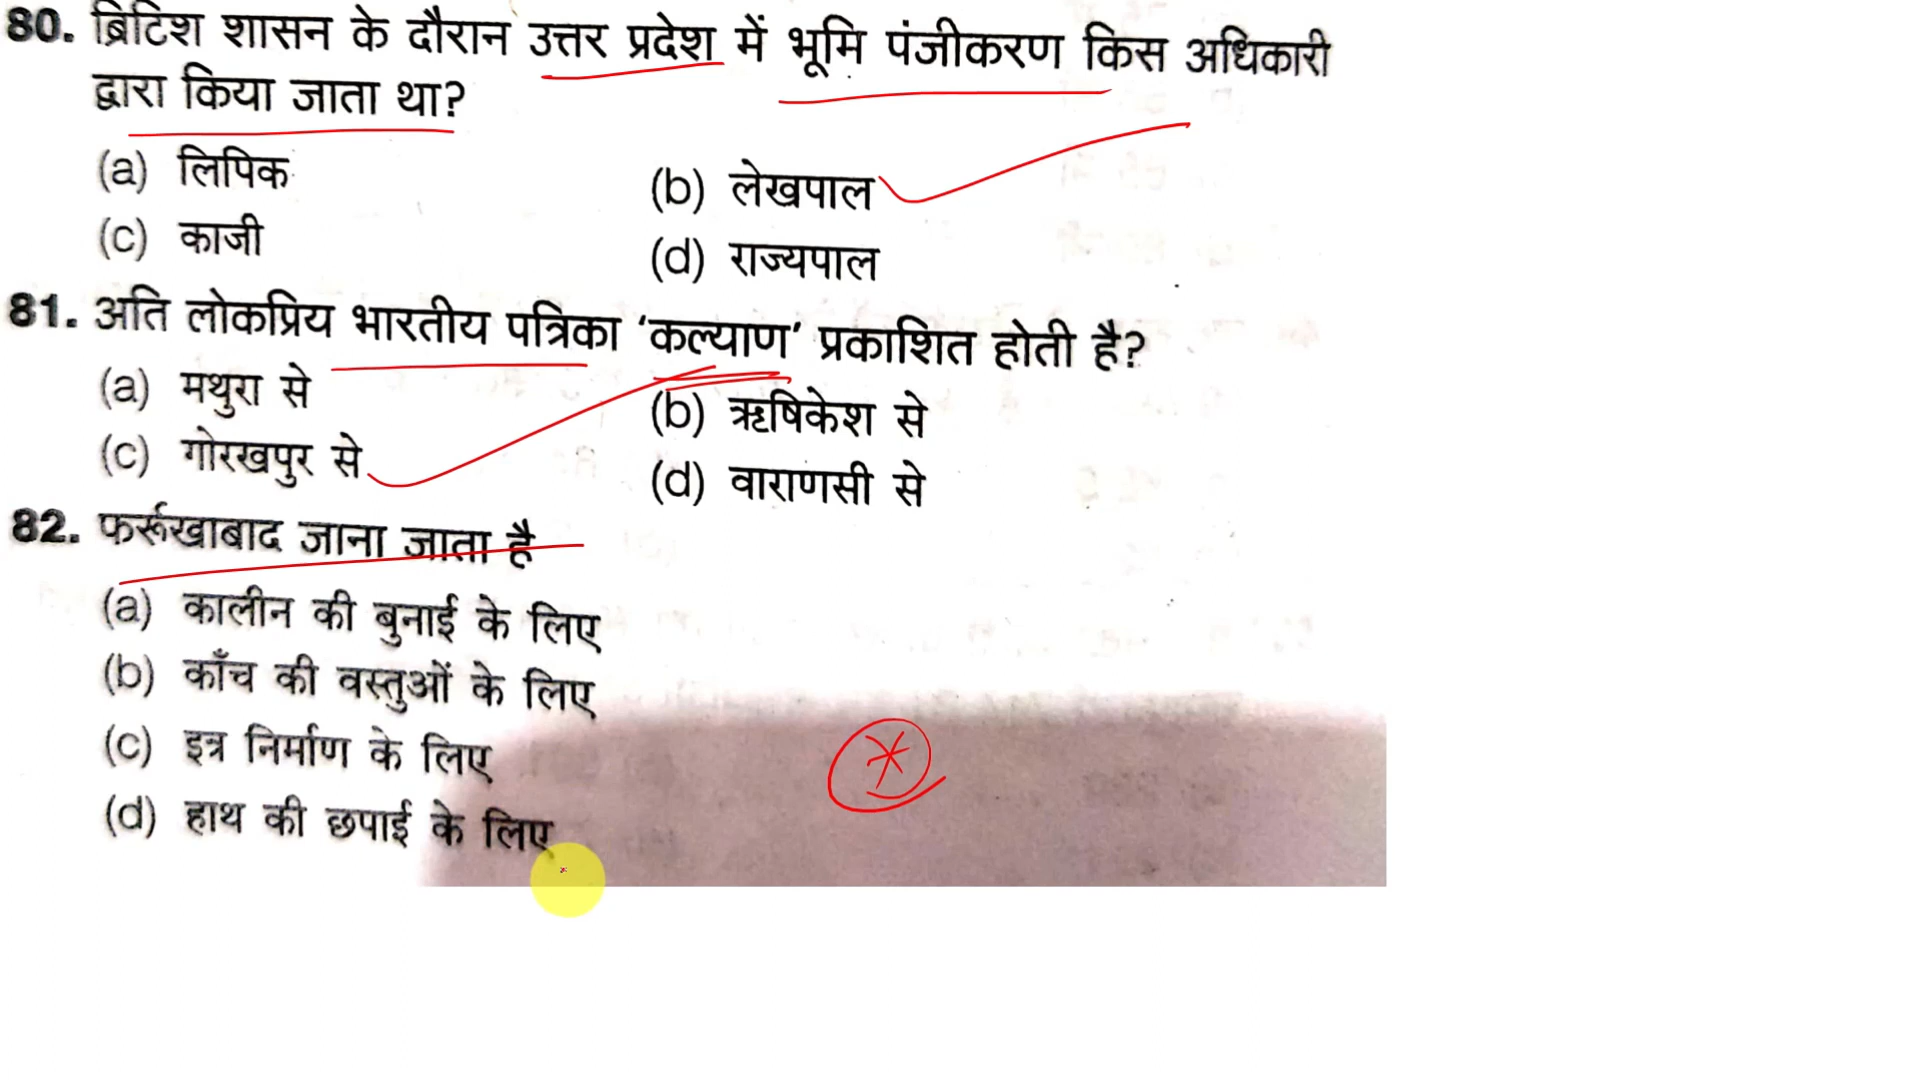 80. ब्रिटिश शासन के दौरान उत्तर प्रदेश में भूमि पंजीकरण किस अधिकारी
द्वारा किया जाता था?
(a) लिपिक (b) लेखपाल
(c) काजी (d) राज्यपाल
81. अति लोकप्रिय भारतीय पत्रिका ‘कल्याण’ प्रकाशित होती है?
(a) मथुरा से (b) ऋषिकेश से
(c) गोरखपुर से (d) वाराणसी से
82. फर्रूखाबाद जाना जाता है
(a) कालीन की बुनाई के लिए
(b) काँच की वस्तुओं के लिए
(c) इत्र निर्माण के लिए
(d) हाथ की छपाई के लिए